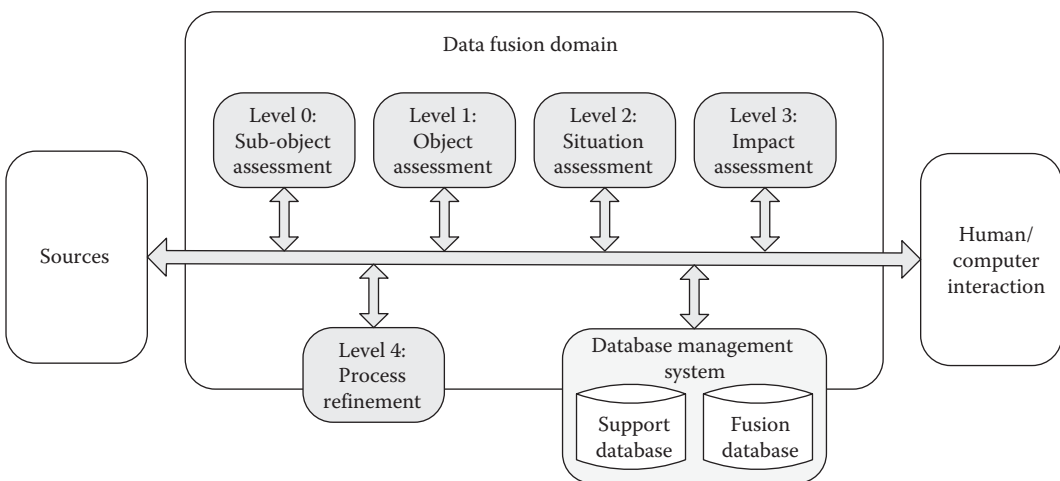 Data fusion domain
Level 0:
Sub-object
assessment
Level 1:
Object
assessment
Level 2:
Situation
assessment
Level 3:
Impact
assessment
Sources
Human/
computer
interaction
Level 4:
Process
refinement
Database management
system
Support
database
Fusion
database